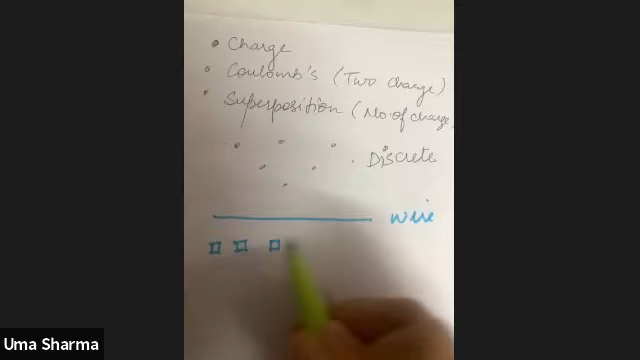 Charge
Coulomb's (Two Charge)
Superposition (No. of charge
Discrete
wire
Uma Sharma